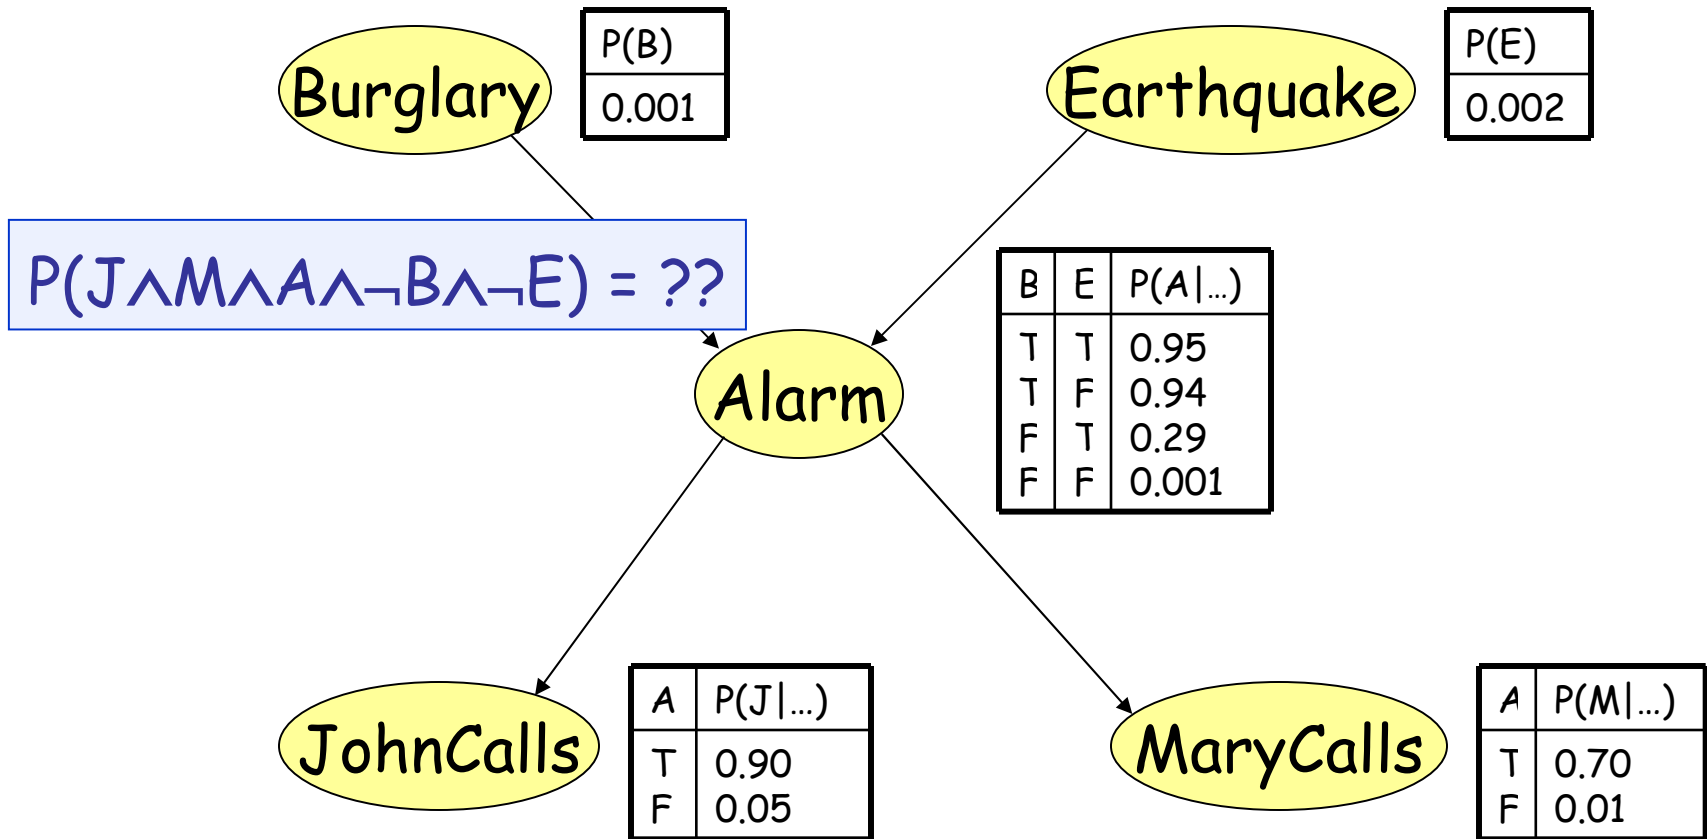 Burglary
P(B)
0.001
Earthquake
P(E)
0.002
P(J∧M∧A∧¬B∧¬E) = ??
B E P(A|…)
T T 0.95
T F 0.94
F T 0.29
F F 0.001
Alarm
JohnCalls
A P(J|…)
T 0.90
F 0.05
MaryCalls
A P(M|…)
T 0.70
F 0.01